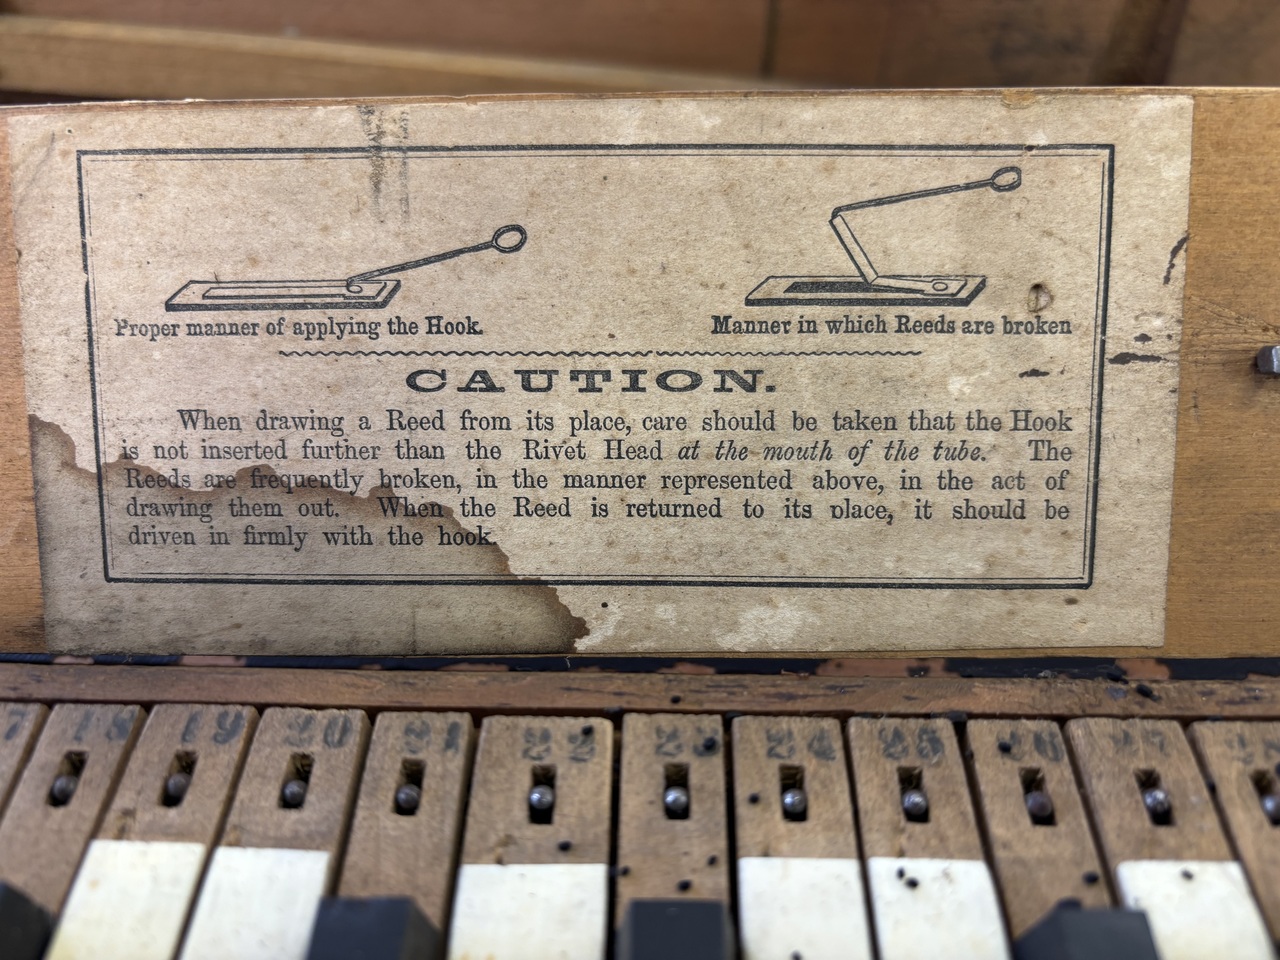 Proper manner of applying the Hook.
Manner in which Reeds are broken
CAUTION.
When drawing a Reed from its place, care should be taken that the Hook
is not inserted further than the Rivet Head at the mouth of the tube. The
Reeds are frequently broken, in the manner represented above, in the act of
drawing them out. When the Reed is returned to its place, it should be
driven in firmly with the hook.
18 19 20 21 22 23 24 25